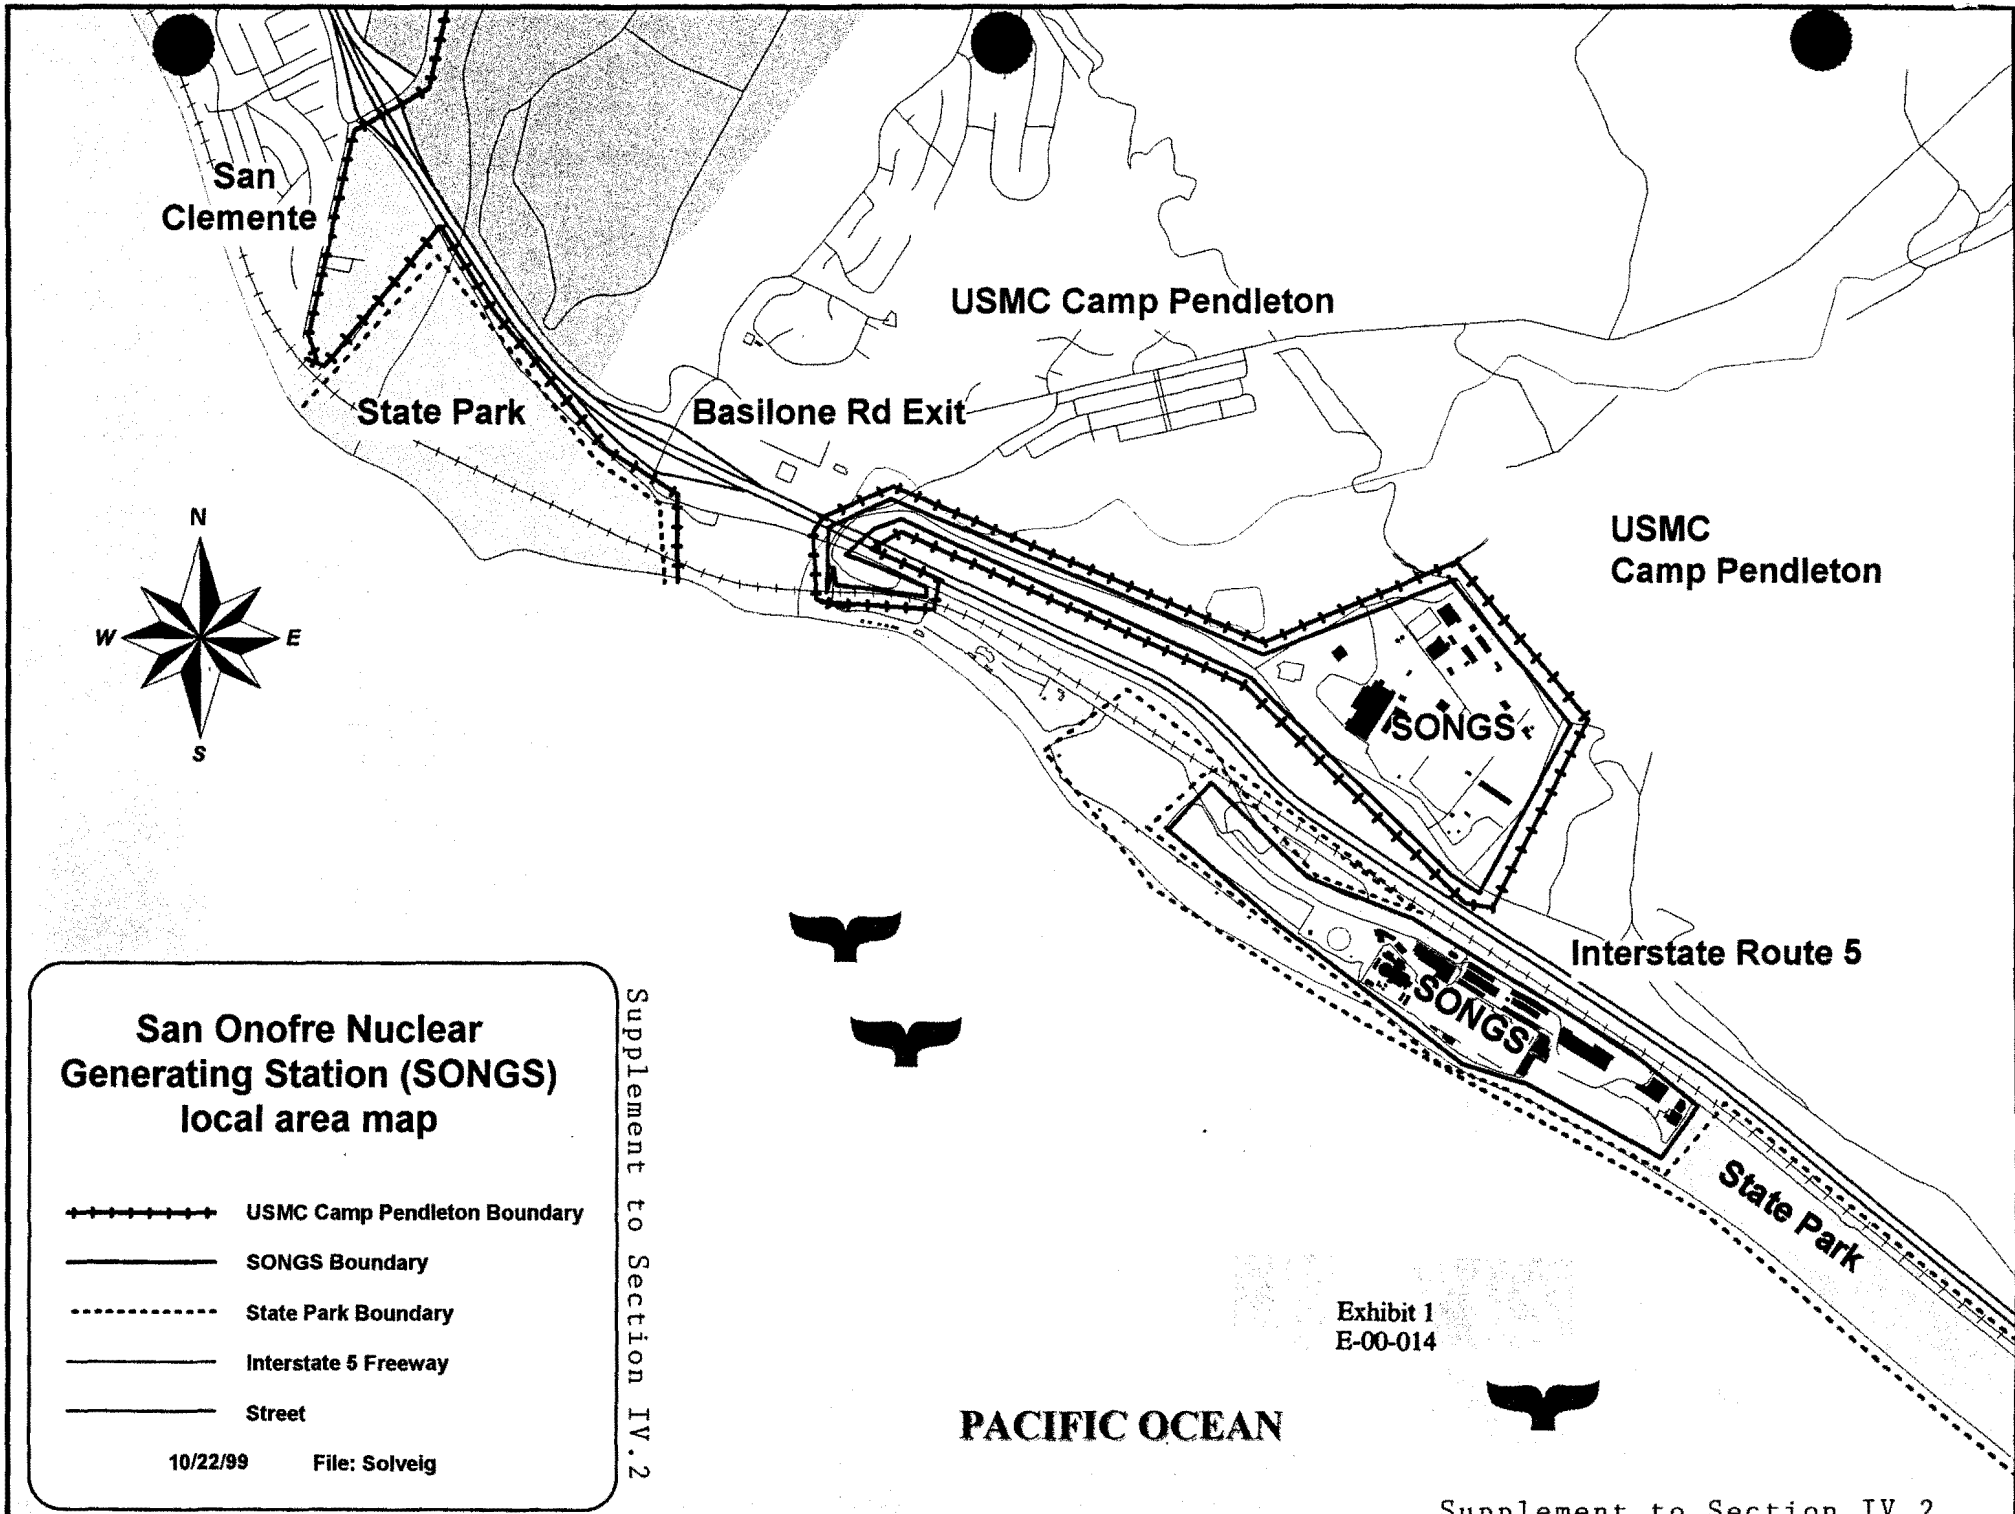 San
Clemente
USMC Camp Pendleton
State Park
Basilone Rd Exit
USMC
Camp Pendleton
N
W
E
S
SONGS
Interstate Route 5
SONGS
State Park
San Onofre Nuclear
Generating Station (SONGS)
local area map
USMC Camp Pendleton Boundary
SONGS Boundary
State Park Boundary
Interstate 5 Freeway
Street
10/22/99 File: Solveig
Supplement to Section IV.2
Exhibit 1
E-00-014
PACIFIC OCEAN
Supplement to Section IV.2